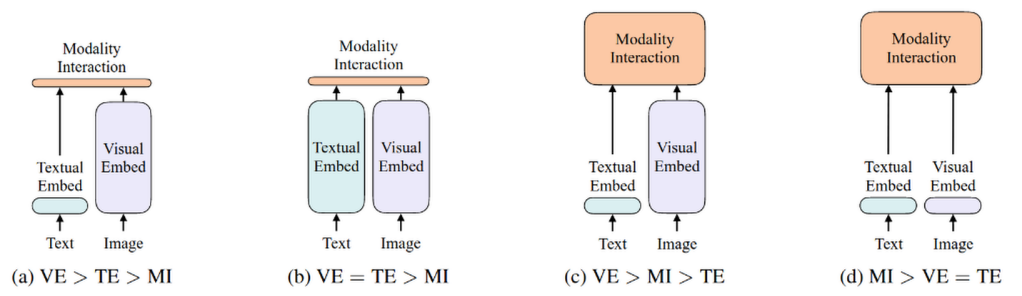 Modality
Interaction
Textual
Embed
Visual
Embed
Text
Image
(a) VE > TE > MI
Modality
Interaction
Textual
Embed
Visual
Embed
Text
Image
(b) VE = TE > MI
Modality
Interaction
Textual
Embed
Visual
Embed
Text
Image
(c) VE > MI > TE
Modality
Interaction
Textual
Embed
Visual
Embed
Text
Image
(d) MI > VE = TE